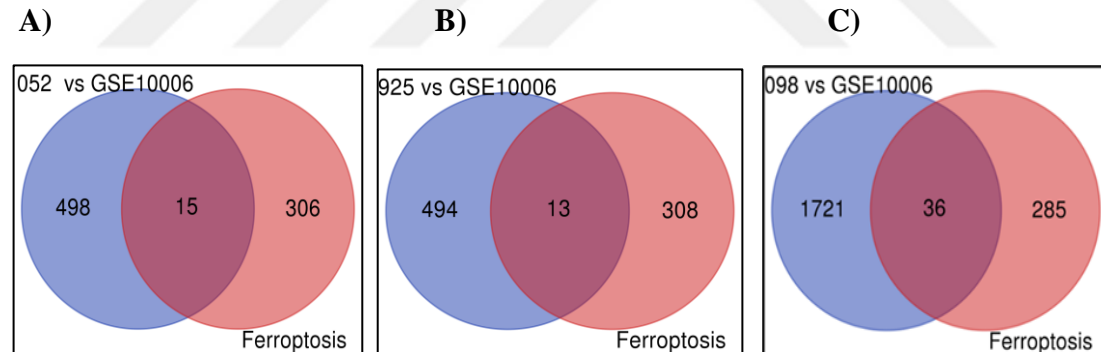 A)
B)
C)
052 vs GSE10006
498
15
306
Ferroptosis
925 vs GSE10006
494
13
308
Ferroptosis
098 vs GSE10006
1721
36
285
Ferroptosis